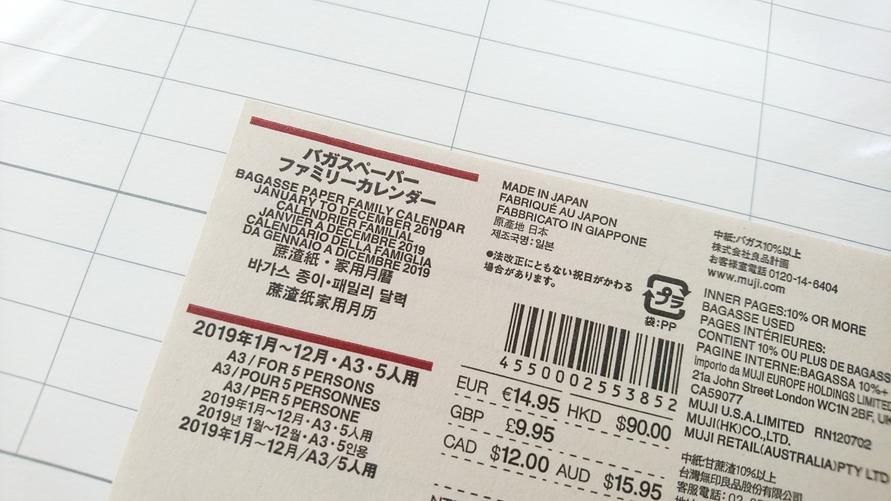 バガスペーパー
ファミリーカレンダー
BAGASSE PAPER FAMILY CALENDAR
JANUARY TO DECEMBER 2019
CALENDRIER FAMILIAL
JANVIER À DECEMBRE 2019
CALENDARIO DELLA FAMIGLIA
DA GENNAIO A DICEMBRE 2019
蔗渣紙・家用月曆
바가스 종이・패밀리 달력
蔗渣纸家用月历
2019年1月～12月・A3・5人用
A3/FOR 5 PERSONS
A3/POUR 5 PERSONNES
A3/PER 5 PERSONE
2019年1月～12月・A3・5人用
2019년 1월～12월・A3・5인용
2019年1月～12月/A3/5人用
MADE IN JAPAN
FABRIQUÉ AU JAPON
FABBRICATO IN GIAPPONE
原產地 日本
제조국명:일본
●法改正にともない祝日がかわる
場合があります。
プラ
袋:PP
4550002553852
EUR €14.95 HKD $90.00
GBP £9.95
CAD $12.00 AUD $15.95
中紙:バガス10%以上
株式会社良品計画
お客様室電話 0120-14-6404
www.muji.com
INNER PAGES:10% OR MORE
BAGASSE USED
PAGES INTÉRIEURES:
CONTIENT 10% OU PLUS DE BAGASS
PAGINE INTERNE:BAGASSA 10%+
importo da MUJI EUROPE HOLDINGS LIMITED
21a John Street London WC1N 2BF, UK
CA59077
MUJI U.S.A.LIMITED RN120702
MUJI(HK)CO.,LTD.
MUJI RETAIL(AUSTRALIA)PTY LTD
中紙:甘蔗渣10%以上
台灣無印良品股份有限公司
客服電話: